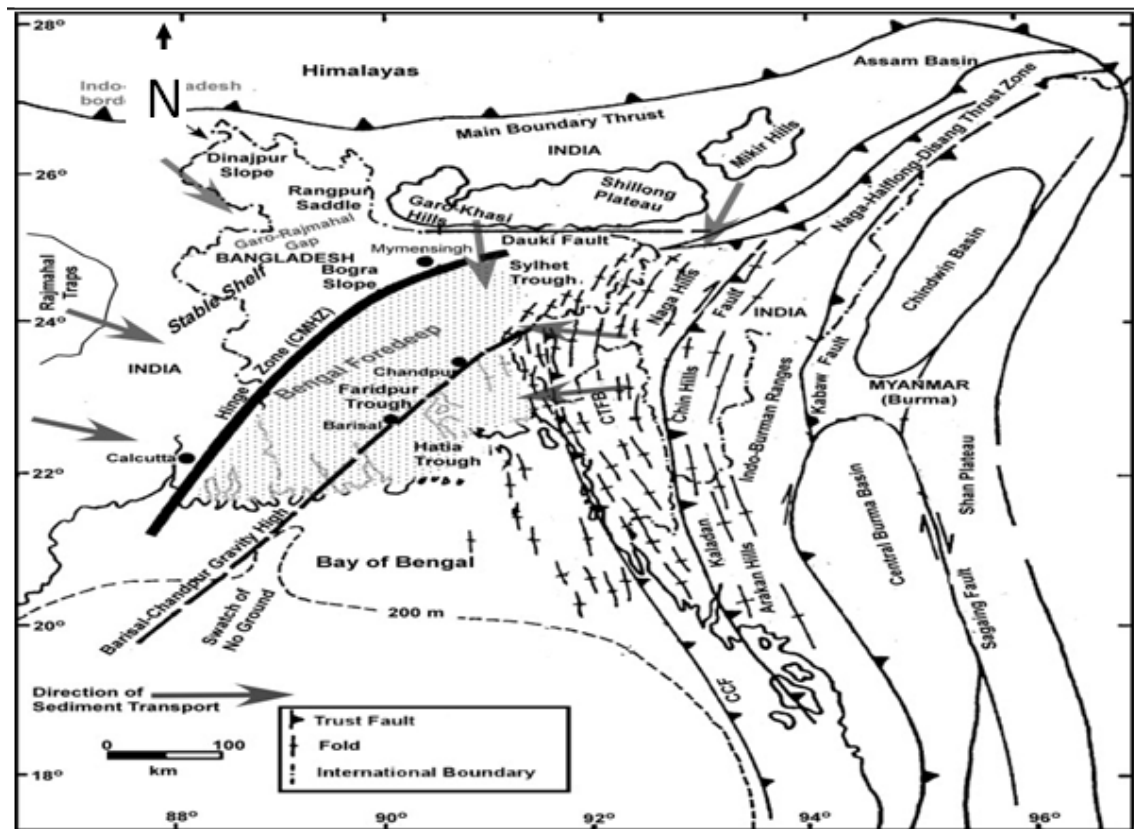 28°
Himalayas
Assam Basin
Indo-
adesh
bord
N
Main Boundary Thrust
Naga-Halflong-Disang Thrust Zone
INDIA
Mikir Hills
Dinajpur
Slope
26°
Rangpur
Saddle
Shillong
Plateau
Garo-Khasi
Hills
Garo-Rajmahal
Gap
Mymensingh
Dauki Fault
BANGLADESH
Bogra
Slope
Sylhet
Trough
Rajmahal
Traps
Stable Shelf
Naga Hills
Fault
INDIA
Chindwin Basin
24°
INDIA
Hinge Zone (CMHZ)
Bengal Foredeep
Chandpur
Faridpur
Trough
Barisal
Hatia
Trough
CTFB
Chin Hills
Indo-Burman Ranges
Kabaw Fault
MYANMAR
(Burma)
Calcutta
22°
Shan Plateau
Central Burma Basin
Kaladan
Arakan Hills
Sagaing Fault
Barisal-Chandpur Gravity High
Bay of Bengal
Swatch of
No Ground
200 m
20°
CCF
Direction of
Sediment Transport
Trust Fault
Fold
International Boundary
0 100
km
18°
88° 90° 92° 94° 96°